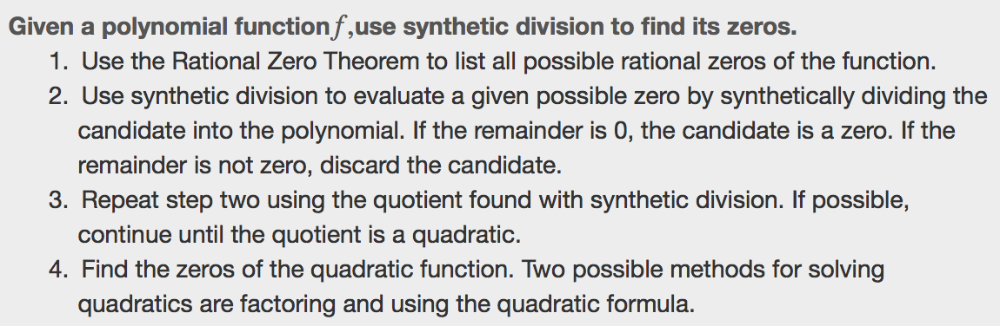 Given a polynomial function f,use synthetic division to find its zeros.
1. Use the Rational Zero Theorem to list all possible rational zeros of the function.
2. Use synthetic division to evaluate a given possible zero by synthetically dividing the
candidate into the polynomial. If the remainder is 0, the candidate is a zero. If the
remainder is not zero, discard the candidate.
3. Repeat step two using the quotient found with synthetic division. If possible,
continue until the quotient is a quadratic.
4. Find the zeros of the quadratic function. Two possible methods for solving
quadratics are factoring and using the quadratic formula.